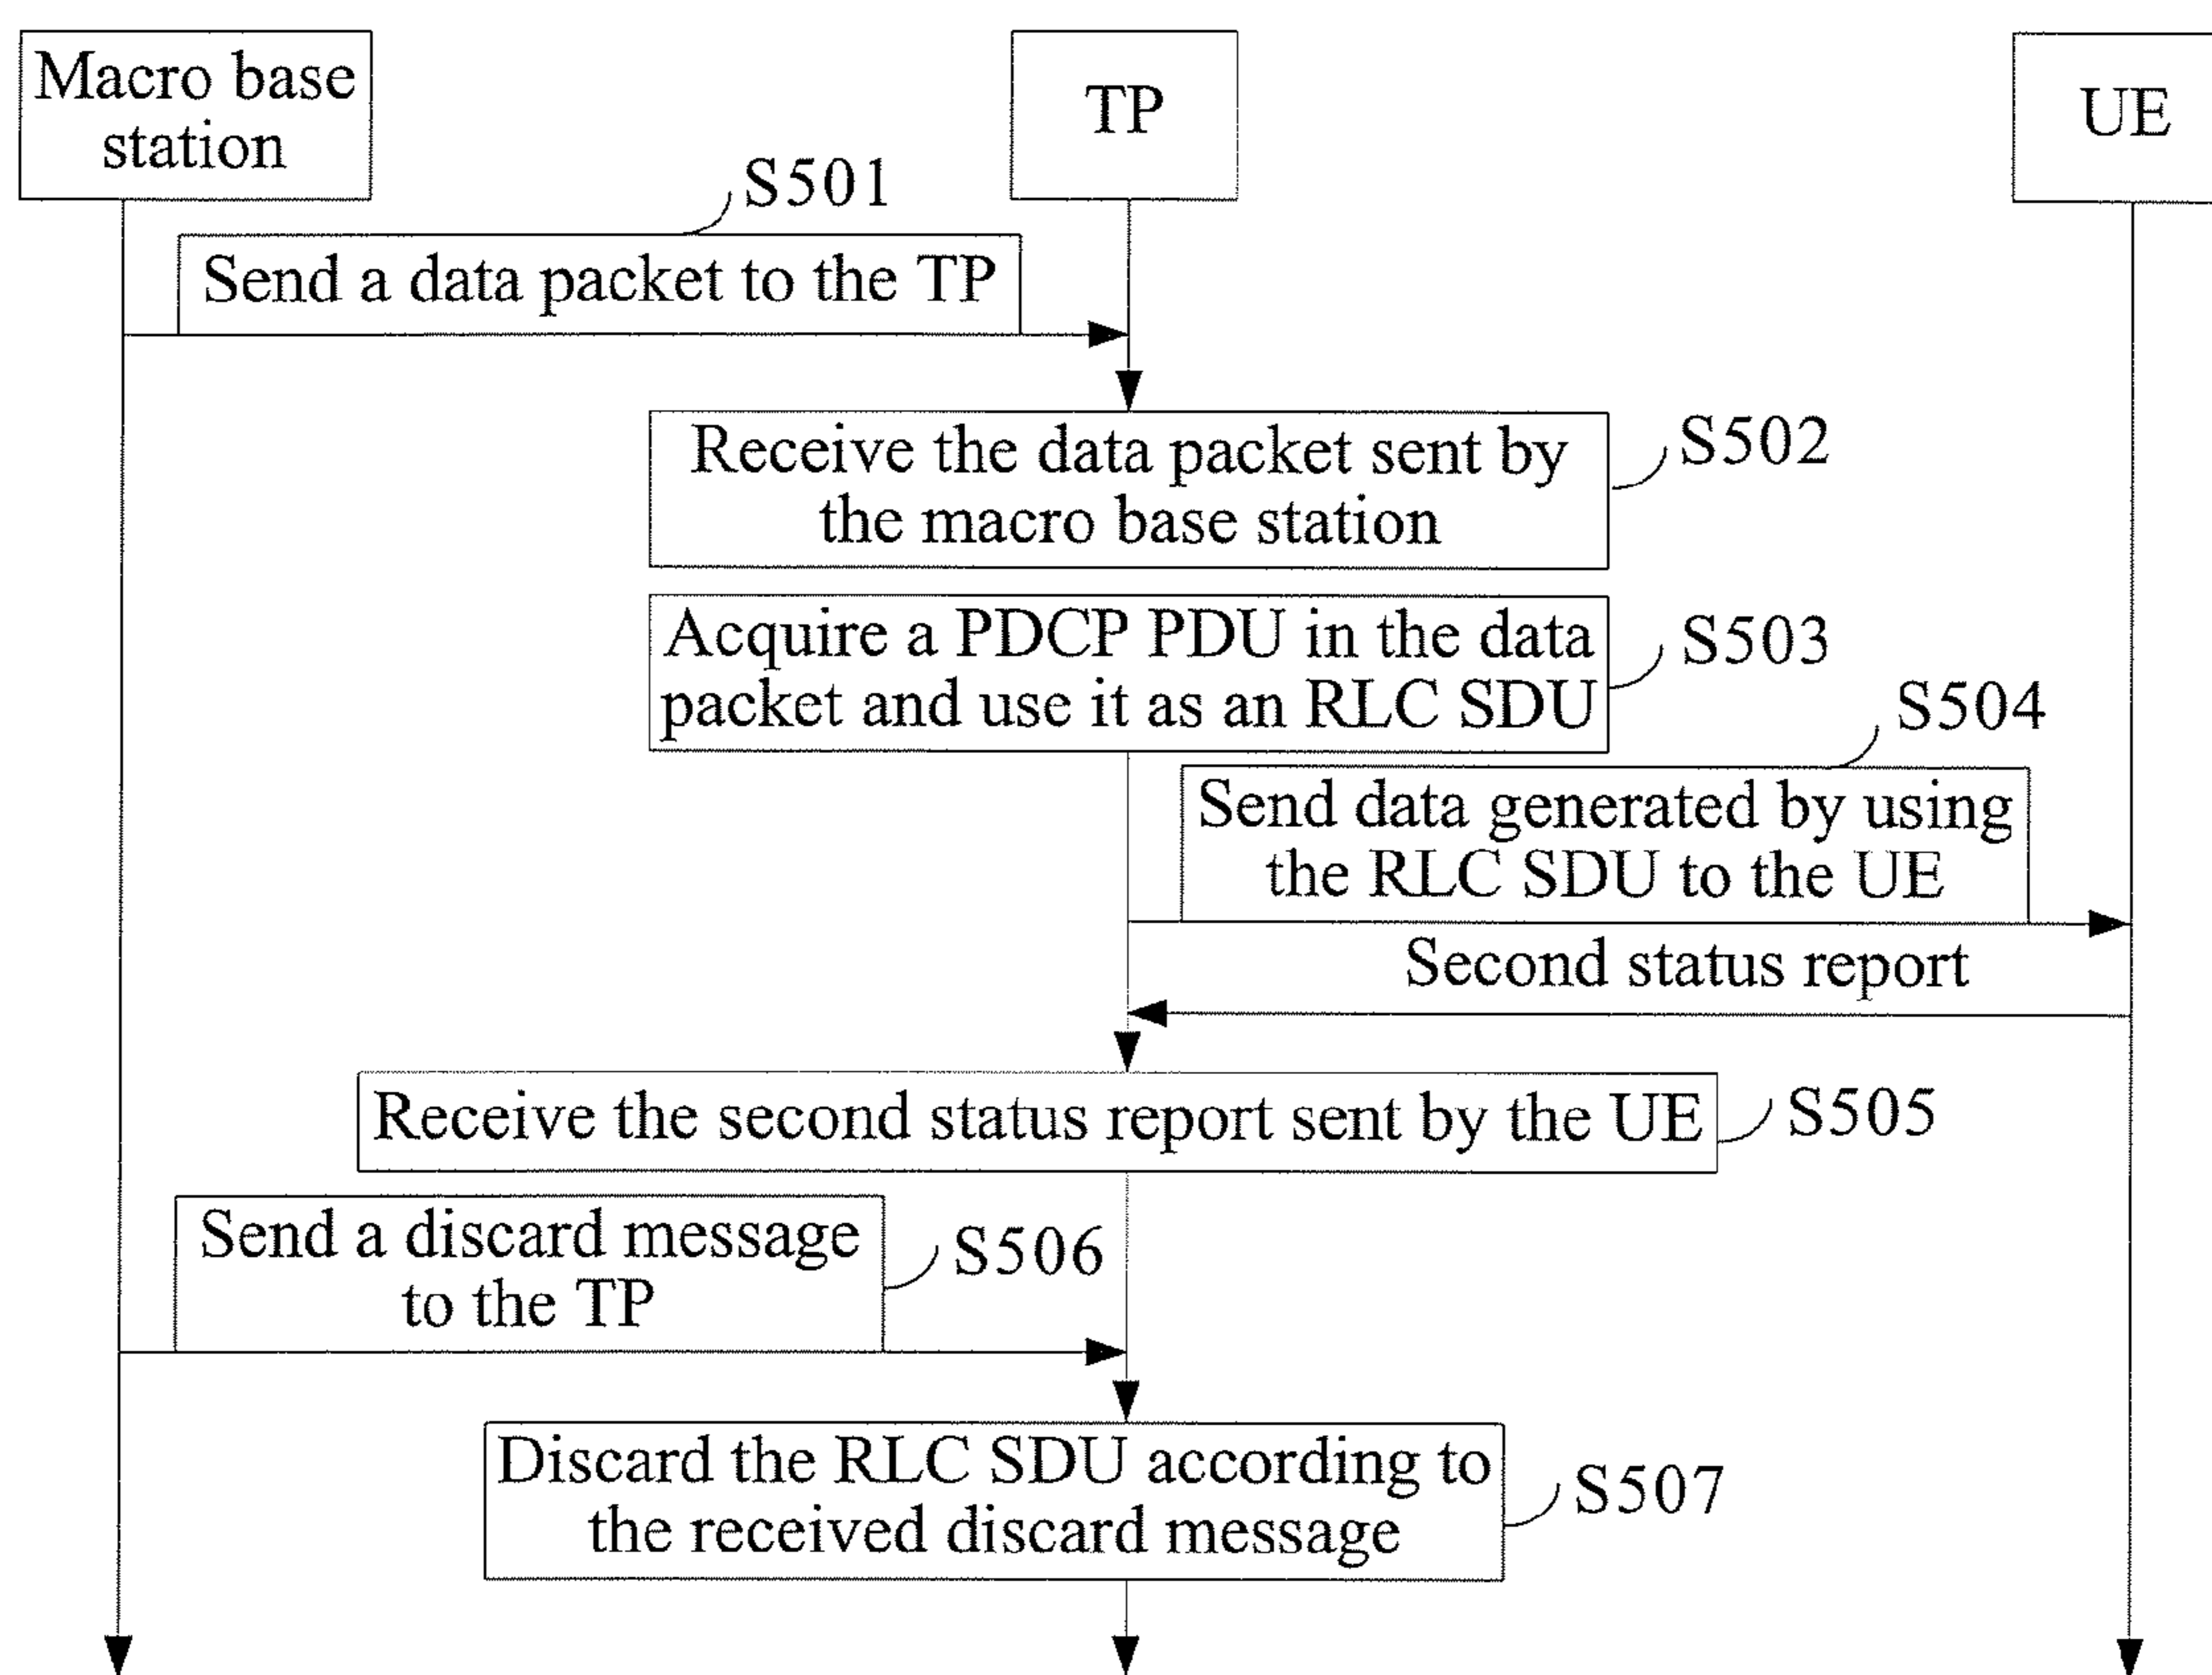 Macro base
station
TP
UE
S501
Send a data packet to the TP
Receive the data packet sent by
the macro base station
S502
Acquire a PDCP PDU in the data
packet and use it as an RLC SDU
S503
S504
Send data generated by using
the RLC SDU to the UE
Second status report
Receive the second status report sent by the UE
S505
Send a discard message
to the TP
S506
Discard the RLC SDU according to
the received discard message
S507